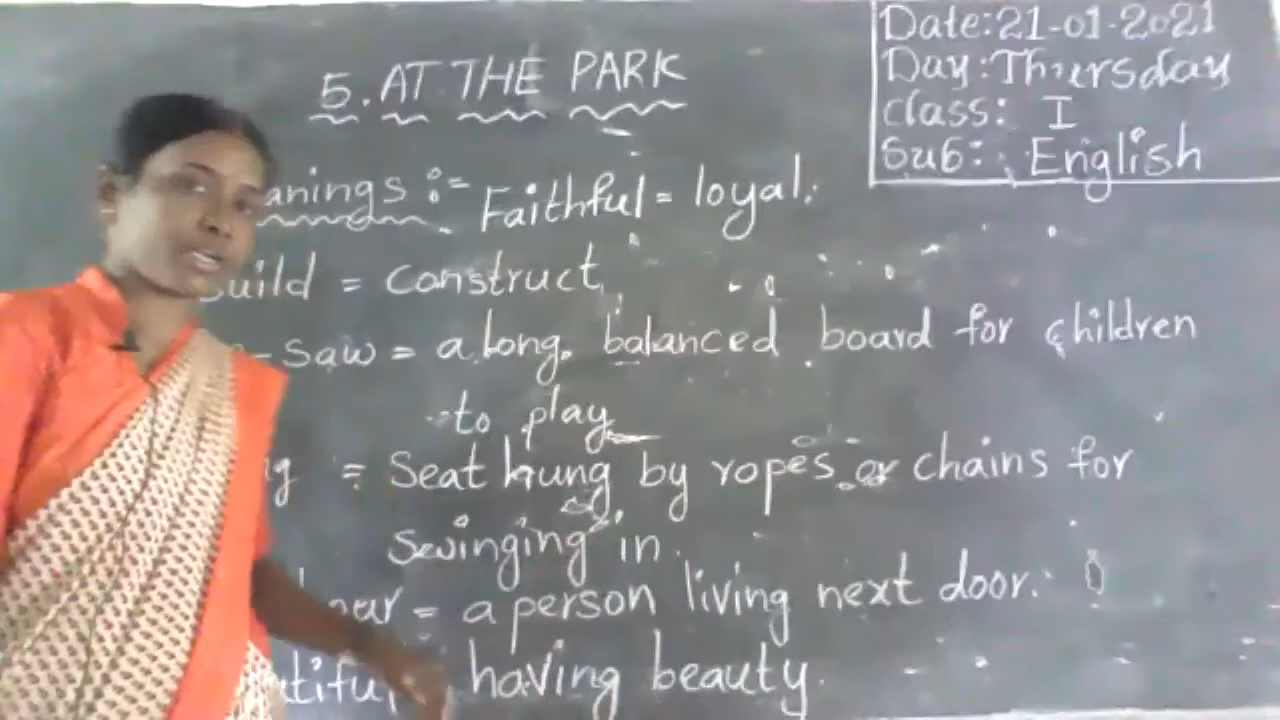 5. AT THE PARK
Date: 21-01-2021
Day: Thursday
class: I
Sub: English
anings := Faithful = loyal.
uild = construct
-saw = a long balanced board for children
to play
g = Seat hung by ropes or chains for
swinging in.
= a person living next door.
having beauty.